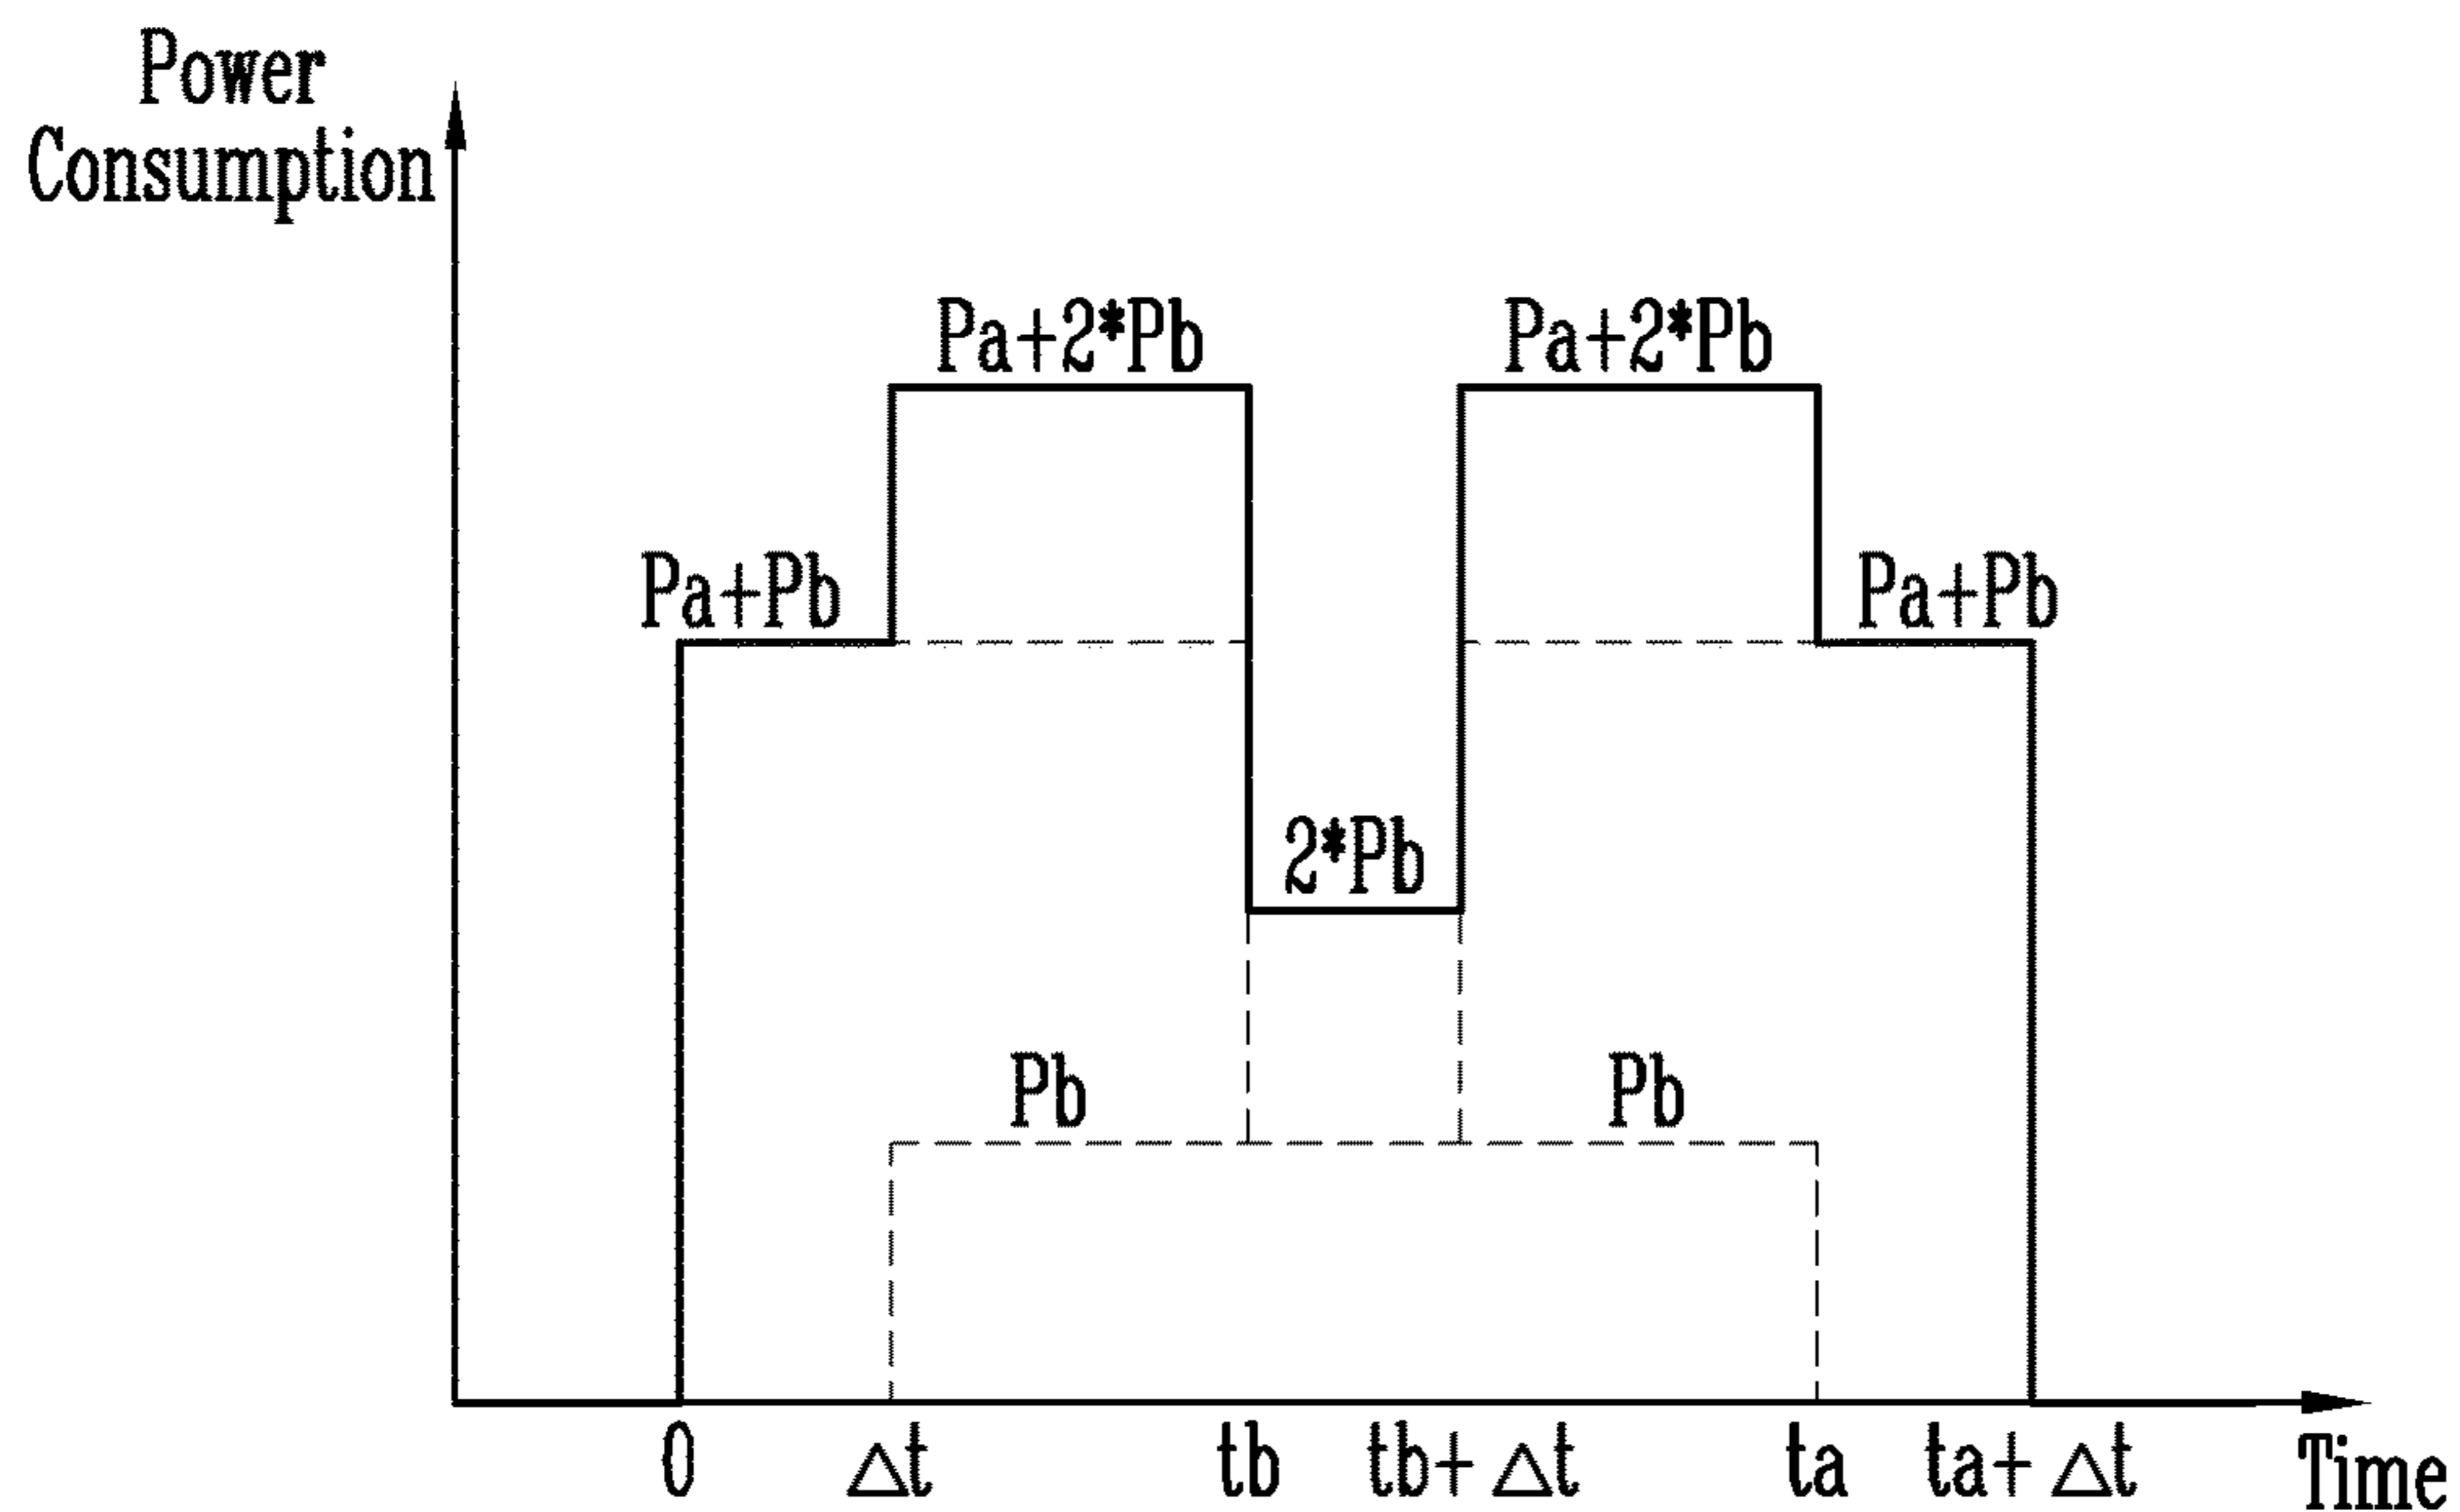 Power
Consumption
Pa+2*Pb
Pa+2*Pb
Pa+Pb
Pa+Pb
2*Pb
Pb
Pb
0
Δt
tb
tb+Δt
ta
ta+Δt
Time